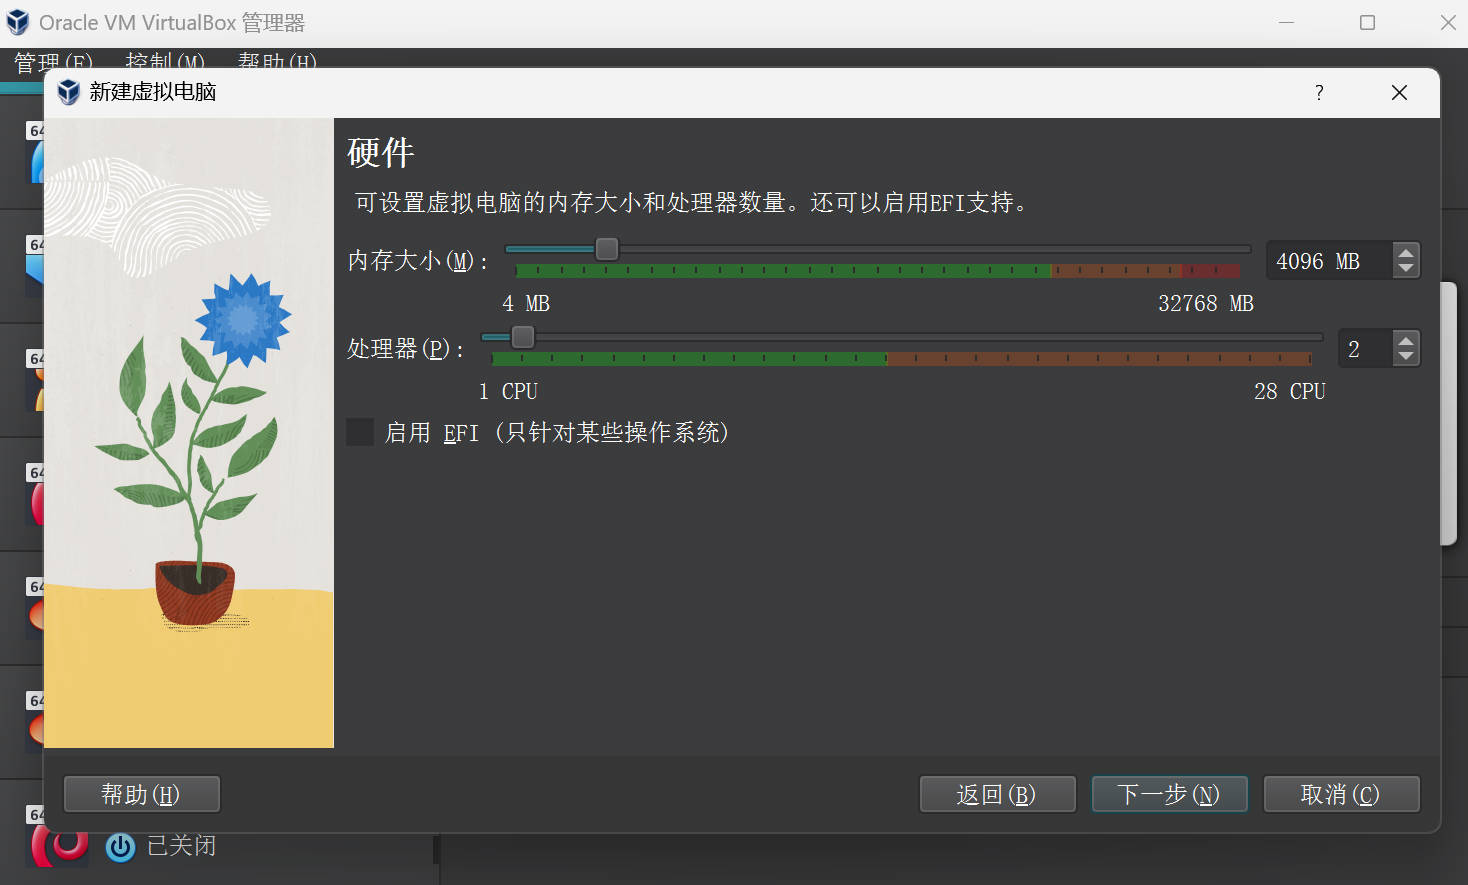 Oracle VM VirtualBox 管理器
管理(F) 控制(M) 帮助(H)
新建虚拟电脑
?
硬件
可设置虚拟电脑的内存大小和处理器数量。还可以启用EFI支持。
内存大小(M): 4096 MB
4 MB 32768 MB
处理器(P): 2
1 CPU 28 CPU
启用 EFI (只针对某些操作系统)
64
64
64
64
64
64
64
帮助(H) 返回(B) 下一步(N) 取消(C)
已关闭